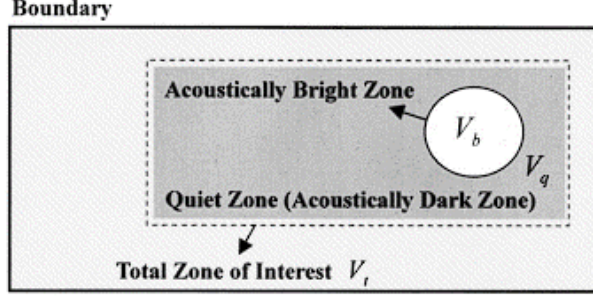 Boundary
Acoustically Bright Zone
V_b
V_q
Quiet Zone (Acoustically Dark Zone)
Total Zone of Interest V_t